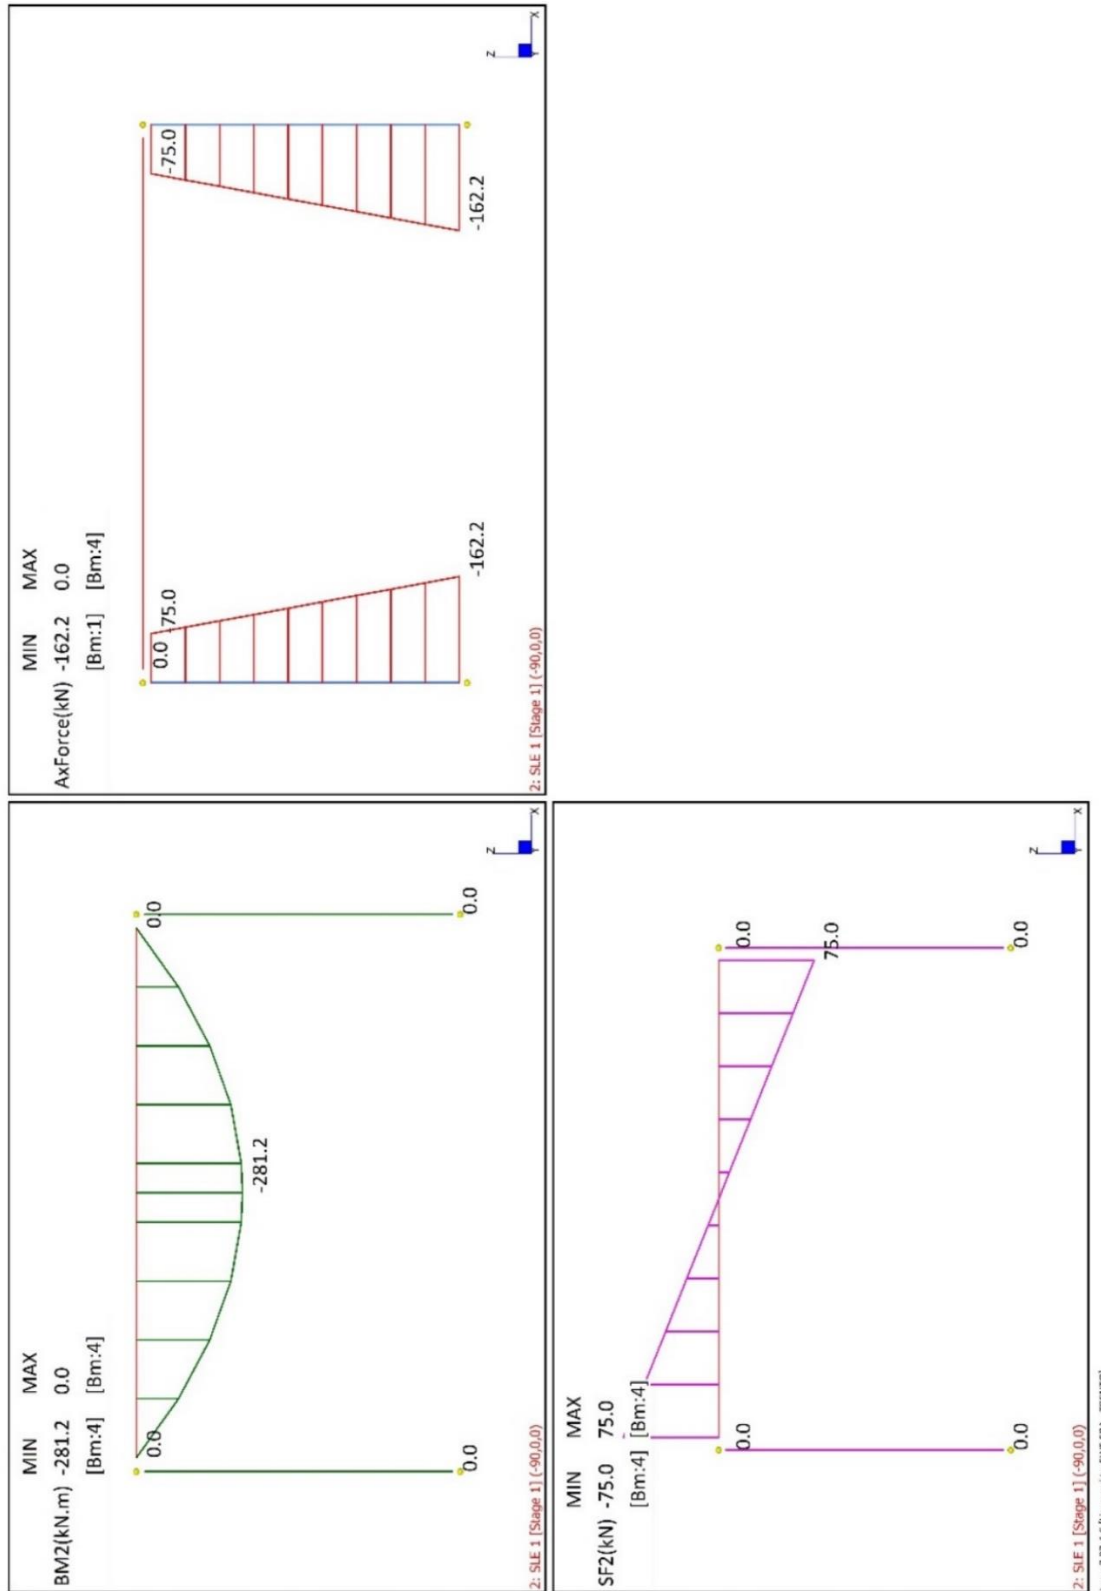 MIN MAX
BM2(kN.m) -281.2 0.0
[Bm:4] [Bm:4]
0.0
0.0
-281.2
0.0
0.0
2: SLE 1 [Stage 1] (-90,0,0)
Z
Y
X
MIN MAX
AxForce(kN) -162.2 0.0
[Bm:1] [Bm:4]
0.0
-75.0
-75.0
-162.2
-162.2
2: SLE 1 [Stage 1] (-90,0,0)
Z
Y
X
MIN MAX
SF2(kN) -75.0 75.0
[Bm:4] [Bm:4]
0.0
0.0
75.0
0.0
0.0
2: SLE 1 [Stage 1] (-90,0,0)
Z
Y
X